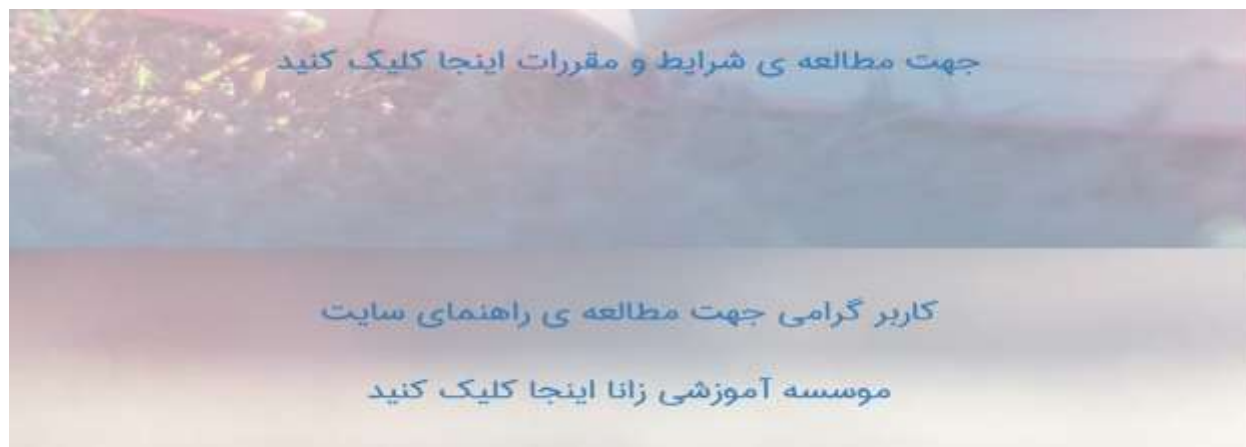 جهت مطالعه ی شرایط و مقررات اینجا کلیک کنید
کاربر گرامی جهت مطالعه ی راهنمای سایت
موسسه آموزشی زانا اینجا کلیک کنید